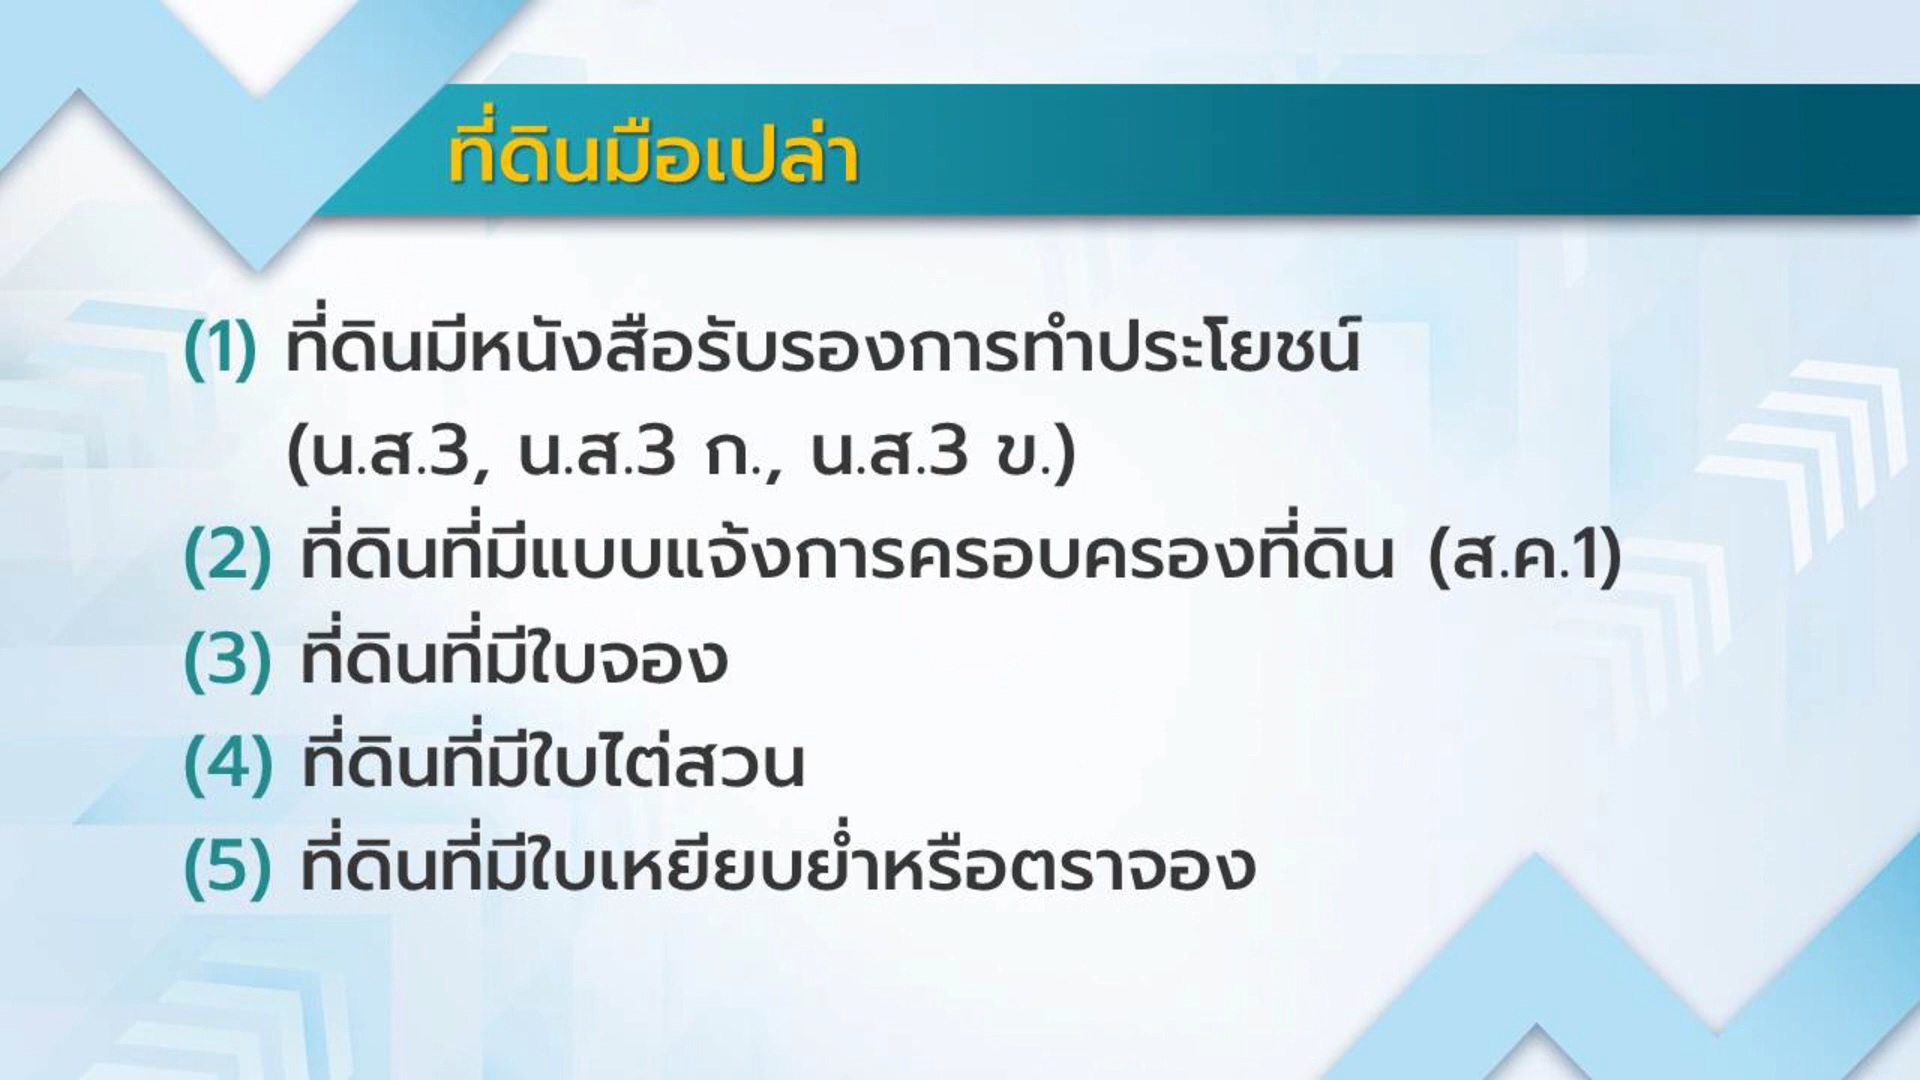 ที่ดินมือเปล่า
(1) ที่ดินมีหนังสือรับรองการทำประโยชน์
(น.ส.3, น.ส.3 ก., น.ส.3 ข.)
(2) ที่ดินที่มีแบบแจ้งการครอบครองที่ดิน (ส.ค.1)
(3) ที่ดินที่มีใบจอง
(4) ที่ดินที่มีใบไต่สวน
(5) ที่ดินที่มีใบเหยียบย่ำหรือตราจอง